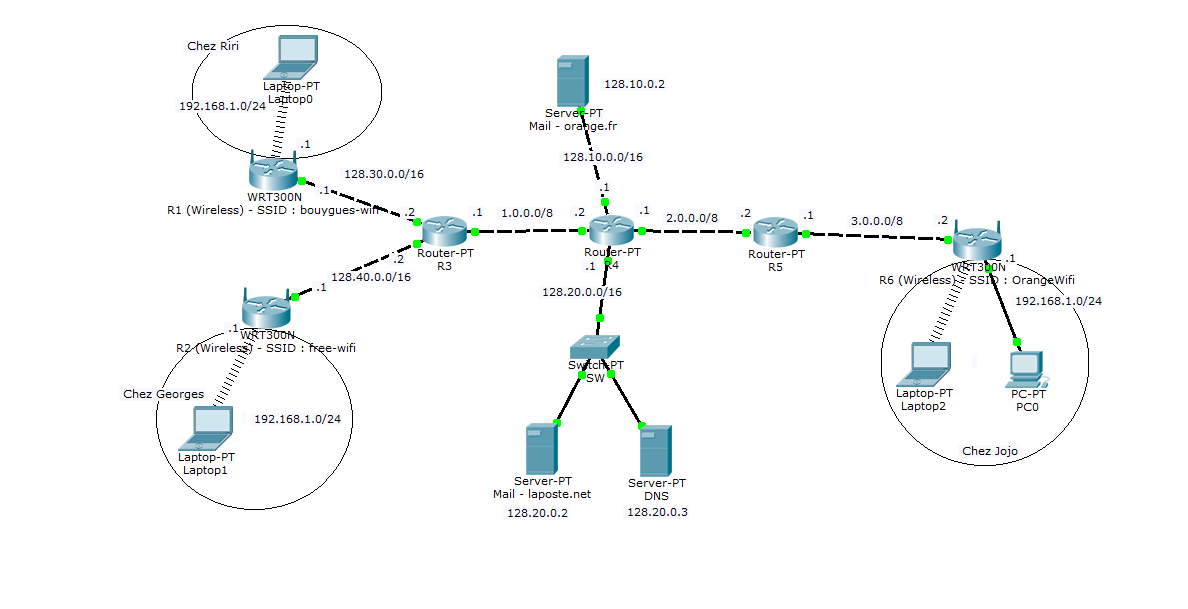 Chez Riri
Laptop-PT
Laptop0
192.168.1.0/24
.1
WRT300N
R1 (Wireless) - SSID : bouygues-wifi
.1
128.30.0.0/16
.2
Server-PT
Mail - orange.fr
128.10.0.2
128.10.0.0/16
.1
Router-PT
R3
.1
1.0.0.0/8
.2
Router-PT
R4
.1
2.0.0.0/8
.2
Router-PT
R5
.1
3.0.0.0/8
.2
WRT300N
R6 (Wireless) - SSID : OrangeWifi
.1
192.168.1.0/24
.2
128.40.0.0/16
.1
.1
WRT300N
R2 (Wireless) - SSID : free-wifi
Chez Georges
192.168.1.0/24
Laptop-PT
Laptop1
.1
128.20.0.0/16
Switch-PT
SW
Server-PT
Mail - laposte.net
128.20.0.2
Server-PT
DNS
128.20.0.3
Laptop-PT
Laptop2
PC-PT
PC0
Chez Jojo